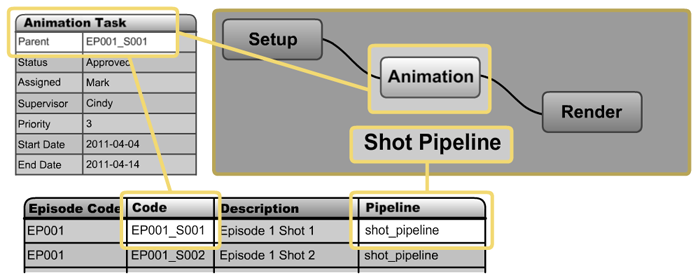 Animation Task
Parent EP001_S001
Status Approved
Assigned Mark
Supervisor Cindy
Priority 3
Start Date 2011-04-04
End Date 2011-04-14
Setup
Animation
Render
Shot Pipeline
Episode Code Code Description Pipeline
EP001 EP001_S001 Episode 1 Shot 1 shot_pipeline
EP001 EP001_S002 Episode 1 Shot 2 shot_pipeline